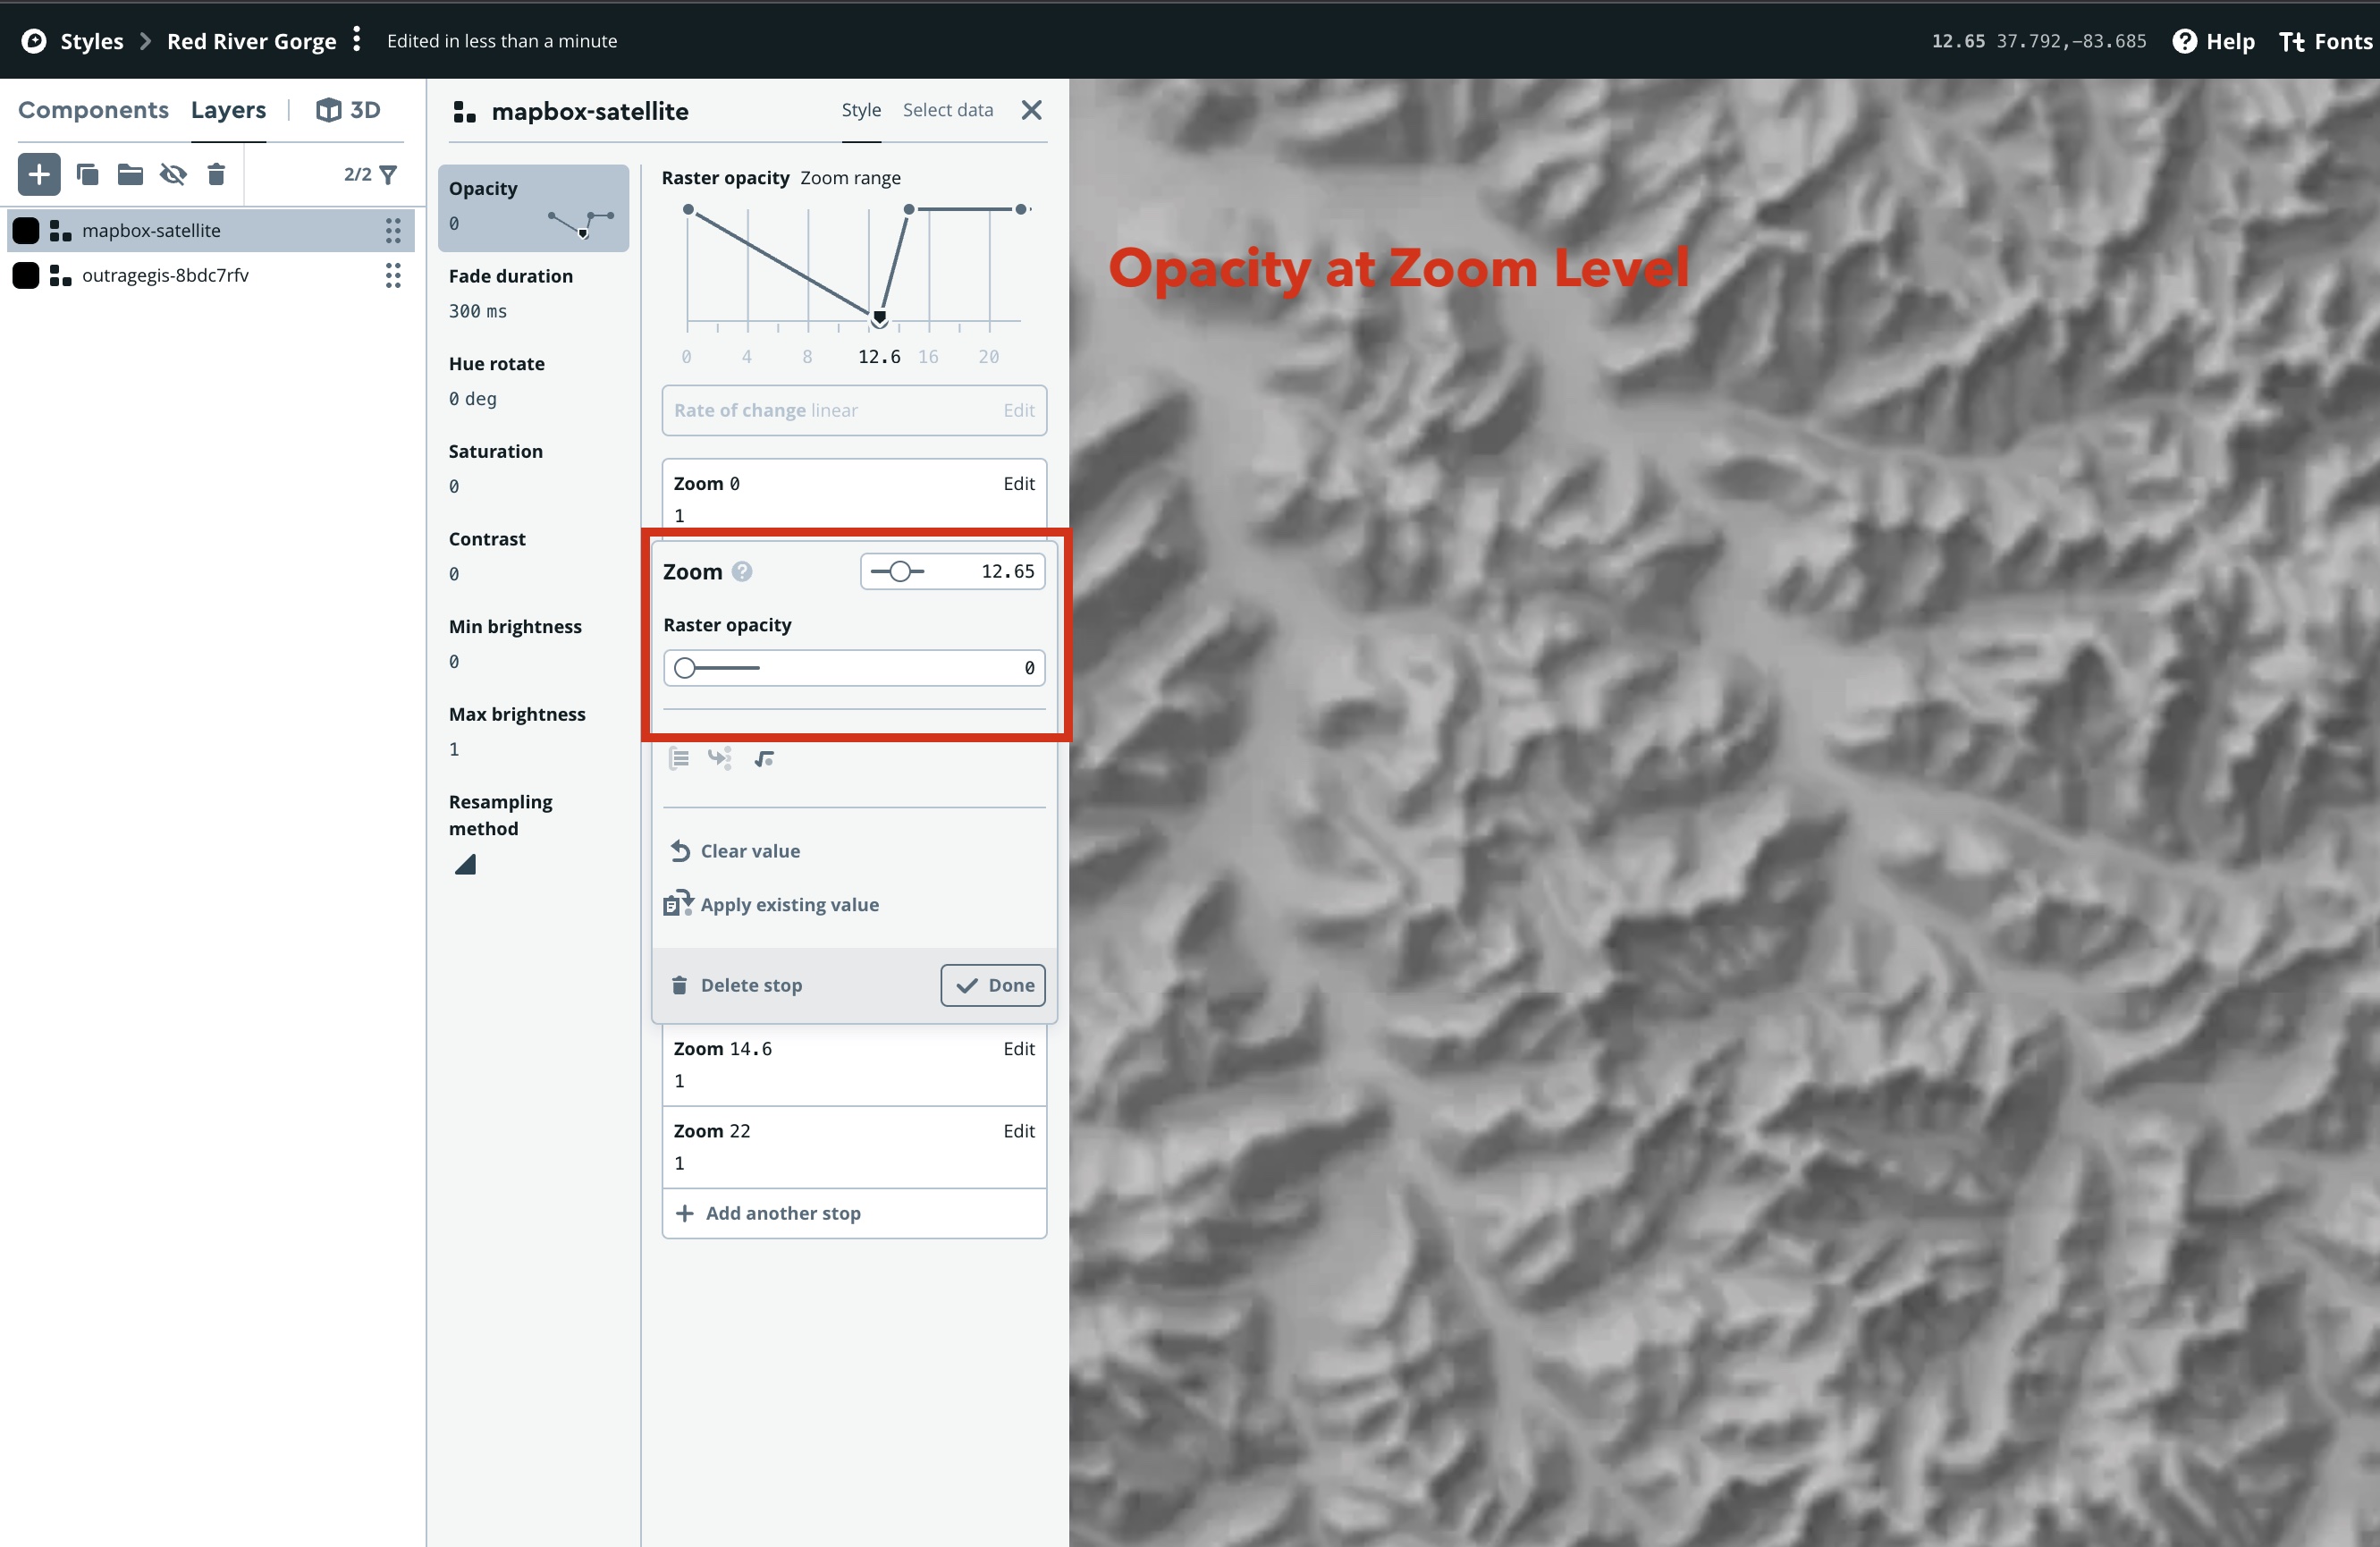 Styles
Red River Gorge
Edited in less than a minute
12.65 37.792,-83.685
Help
Tt Fonts
Components
Layers
3D
2/2
mapbox-satellite
outragegis-8bdc7rfv
mapbox-satellite
Style
Select data
Opacity
0
Fade duration
300 ms
Hue rotate
0 deg
Saturation
0
Contrast
0
Min brightness
0
Max brightness
1
Resampling
method
Raster opacity Zoom range
0 4 8 12.6 16 20
Rate of change linear Edit
Zoom 0 Edit
1
Zoom ? 12.65
Raster opacity
0
Clear value
Apply existing value
Delete stop
Done
Zoom 14.6 Edit
1
Zoom 22 Edit
1
Add another stop
Opacity at Zoom Level